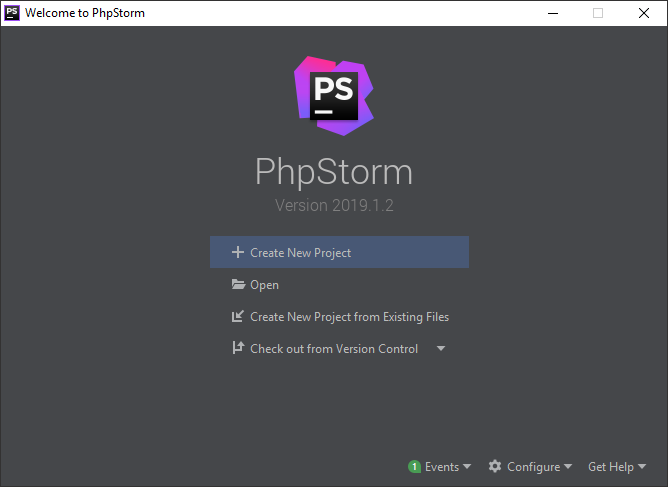 PS Welcome to PhpStorm
PS
PhpStorm
Version 2019.1.2
Create New Project
Open
Create New Project from Existing Files
Check out from Version Control
1 Events Configure Get Help